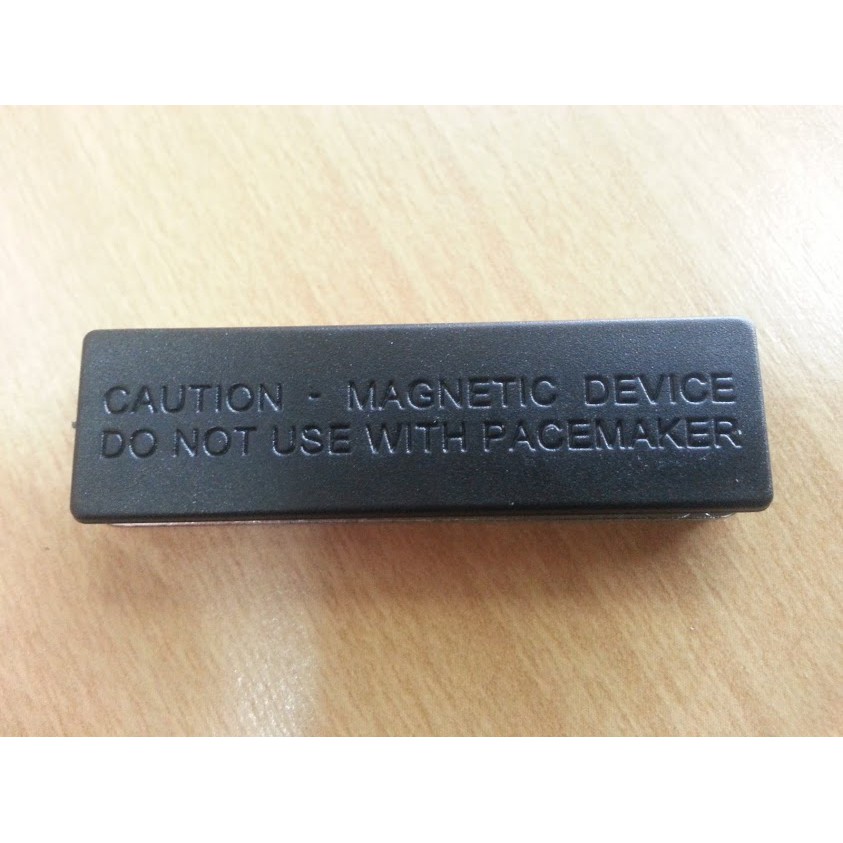 CAUTION - MAGNETIC DEVICE
DO NOT USE WITH PACEMAKER